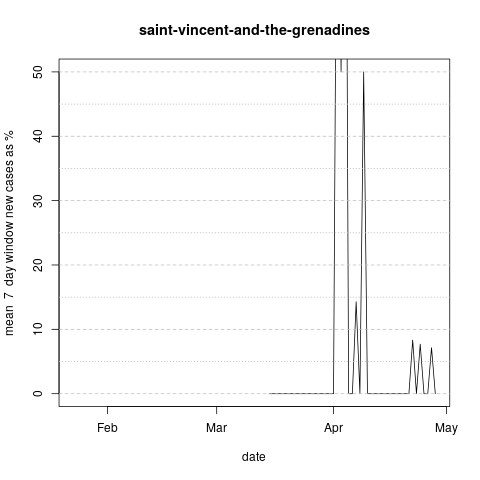 saint-vincent-and-the-grenadines
50
40
30
20
10
0
mean 7 day window new cases as %
Feb Mar Apr May
date